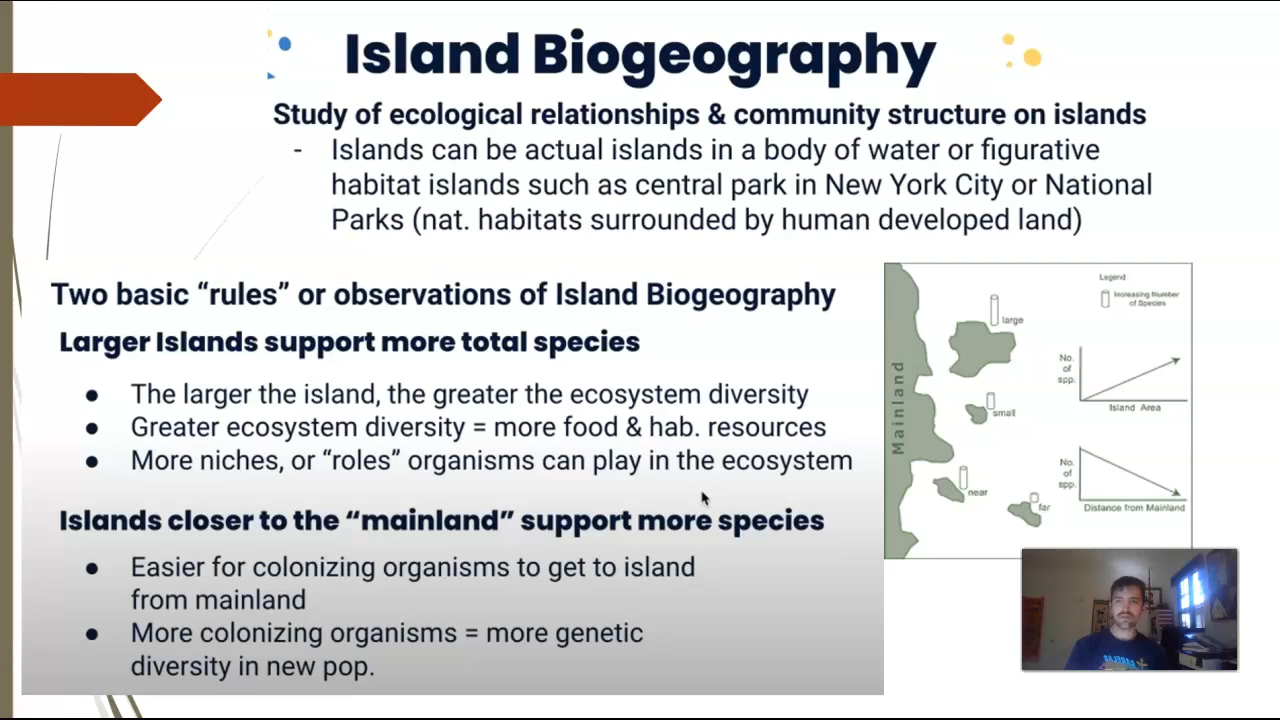 Island Biogeography
Study of ecological relationships & community structure on islands
- Islands can be actual islands in a body of water or figurative
habitat islands such as central park in New York City or National
Parks (nat. habitats surrounded by human developed land)
Two basic “rules” or observations of Island Biogeography
Larger Islands support more total species
● The larger the island, the greater the ecosystem diversity
● Greater ecosystem diversity = more food & hab. resources
● More niches, or “roles” organisms can play in the ecosystem
Islands closer to the “mainland” support more species
● Easier for colonizing organisms to get to island
from mainland
● More colonizing organisms = more genetic
diversity in new pop.
Mainland
large
small
near
far
Legend
Increasing Number
of Species
No.
of
spp.
Island Area
No.
of
spp.
Distance from Mainland